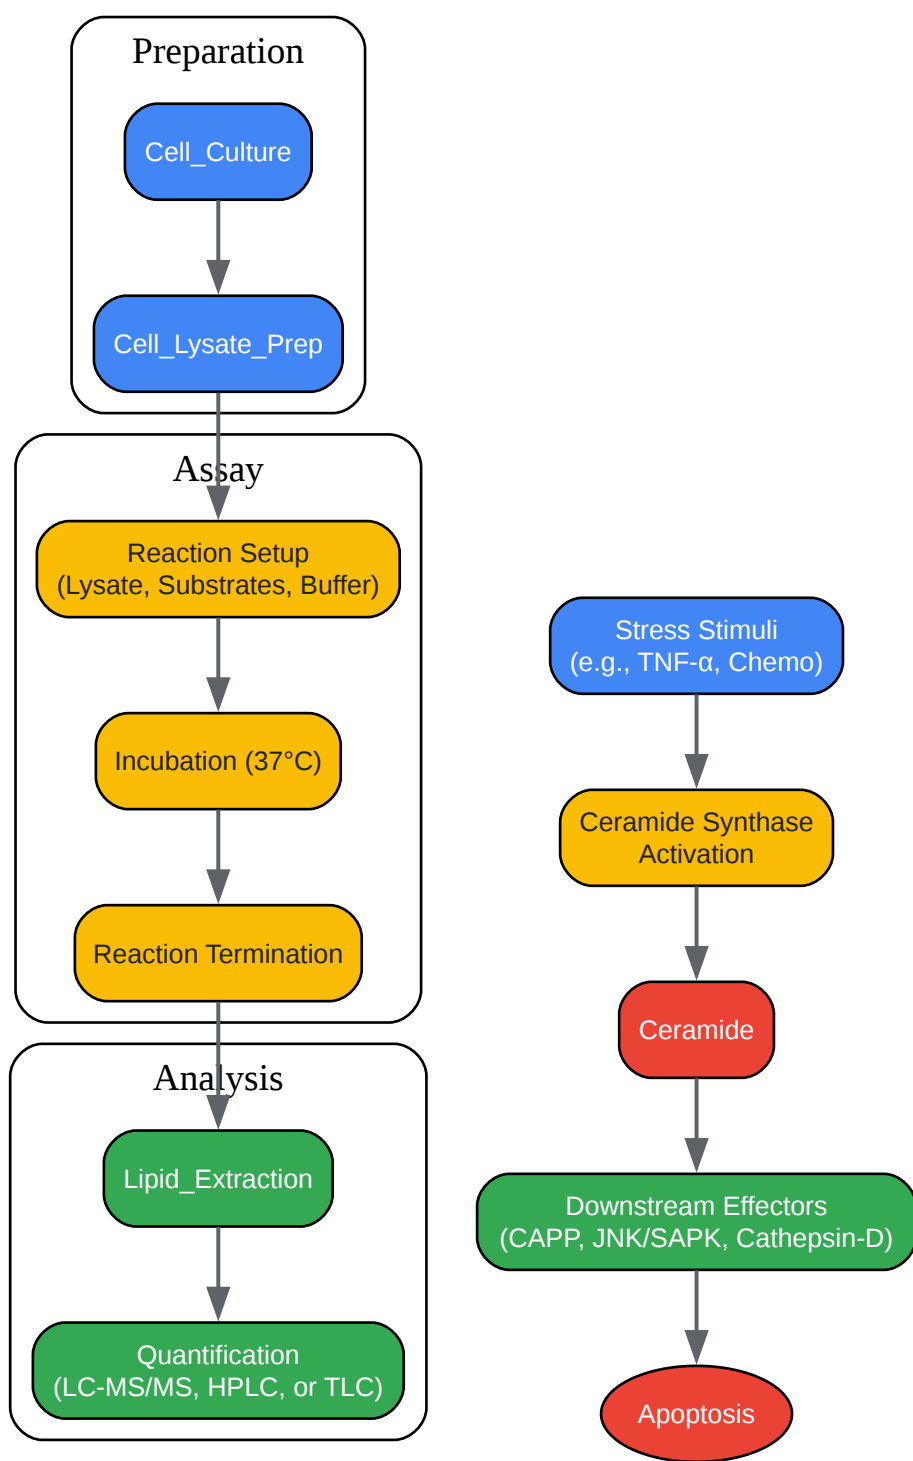 Preparation
Cell_Culture
Cell_Lysate_Prep
Assay
Reaction Setup
(Lysate, Substrates, Buffer)
Incubation (37°C)
Reaction Termination
Analysis
Lipid_Extraction
Quantification
(LC-MS/MS, HPLC, or TLC)
Stress Stimuli
(e.g., TNF-α, Chemo)
Ceramide Synthase
Activation
Ceramide
Downstream Effectors
(CAPP, JNK/SAPK, Cathepsin-D)
Apoptosis